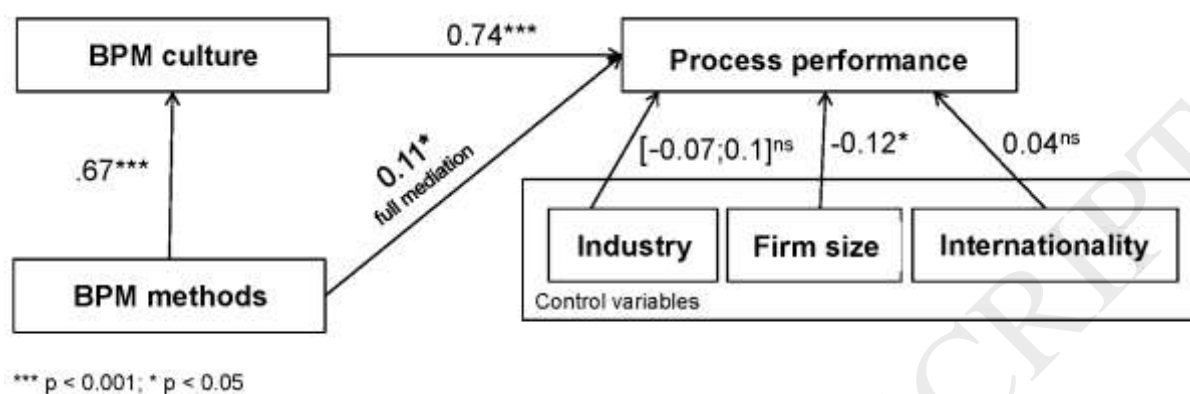 BPM culture
0.74***
Process performance
.67***
0.11*
full mediation
[-0.07;0.1]ns
-0.12*
0.04ns
Industry
Firm size
Internationality
BPM methods
Control variables
*** p < 0.001; * p < 0.05
CRIPT